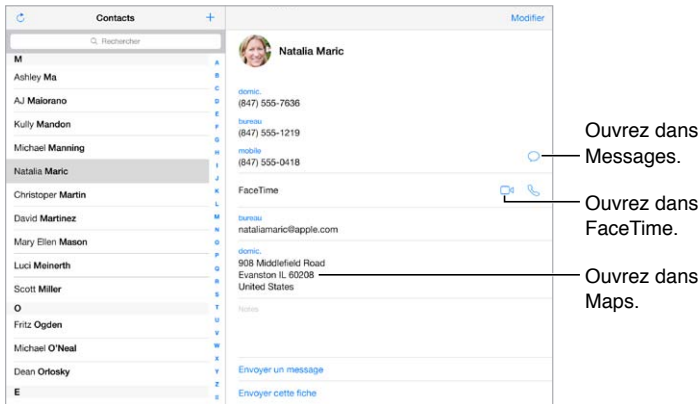 Contacts
+
Rechercher
M
Ashley Ma
AJ Maiorano
Kully Mandon
Michael Manning
Natalia Maric
Christoper Martin
David Martinez
Mary Ellen Mason
Luci Meinerth
Scott Miller
O
Fritz Ogden
Michael O'Neal
Dean Orlosky
E
A
B
C
D
E
F
G
H
I
J
K
L
M
N
O
P
Q
R
S
T
U
V
W
X
Y
Z
Modifier
Natalia Maric
domic.
(847) 555-7636
bureau
(847) 555-1219
mobile
(847) 555-0418
FaceTime
bureau
nataliamaric@apple.com
domic.
908 Middlefield Road
Evanston IL 60208
United States
Notes
Envoyer un message
Envoyer cette fiche
Ouvrez dans
Messages.
Ouvrez dans
FaceTime.
Ouvrez dans
Maps.